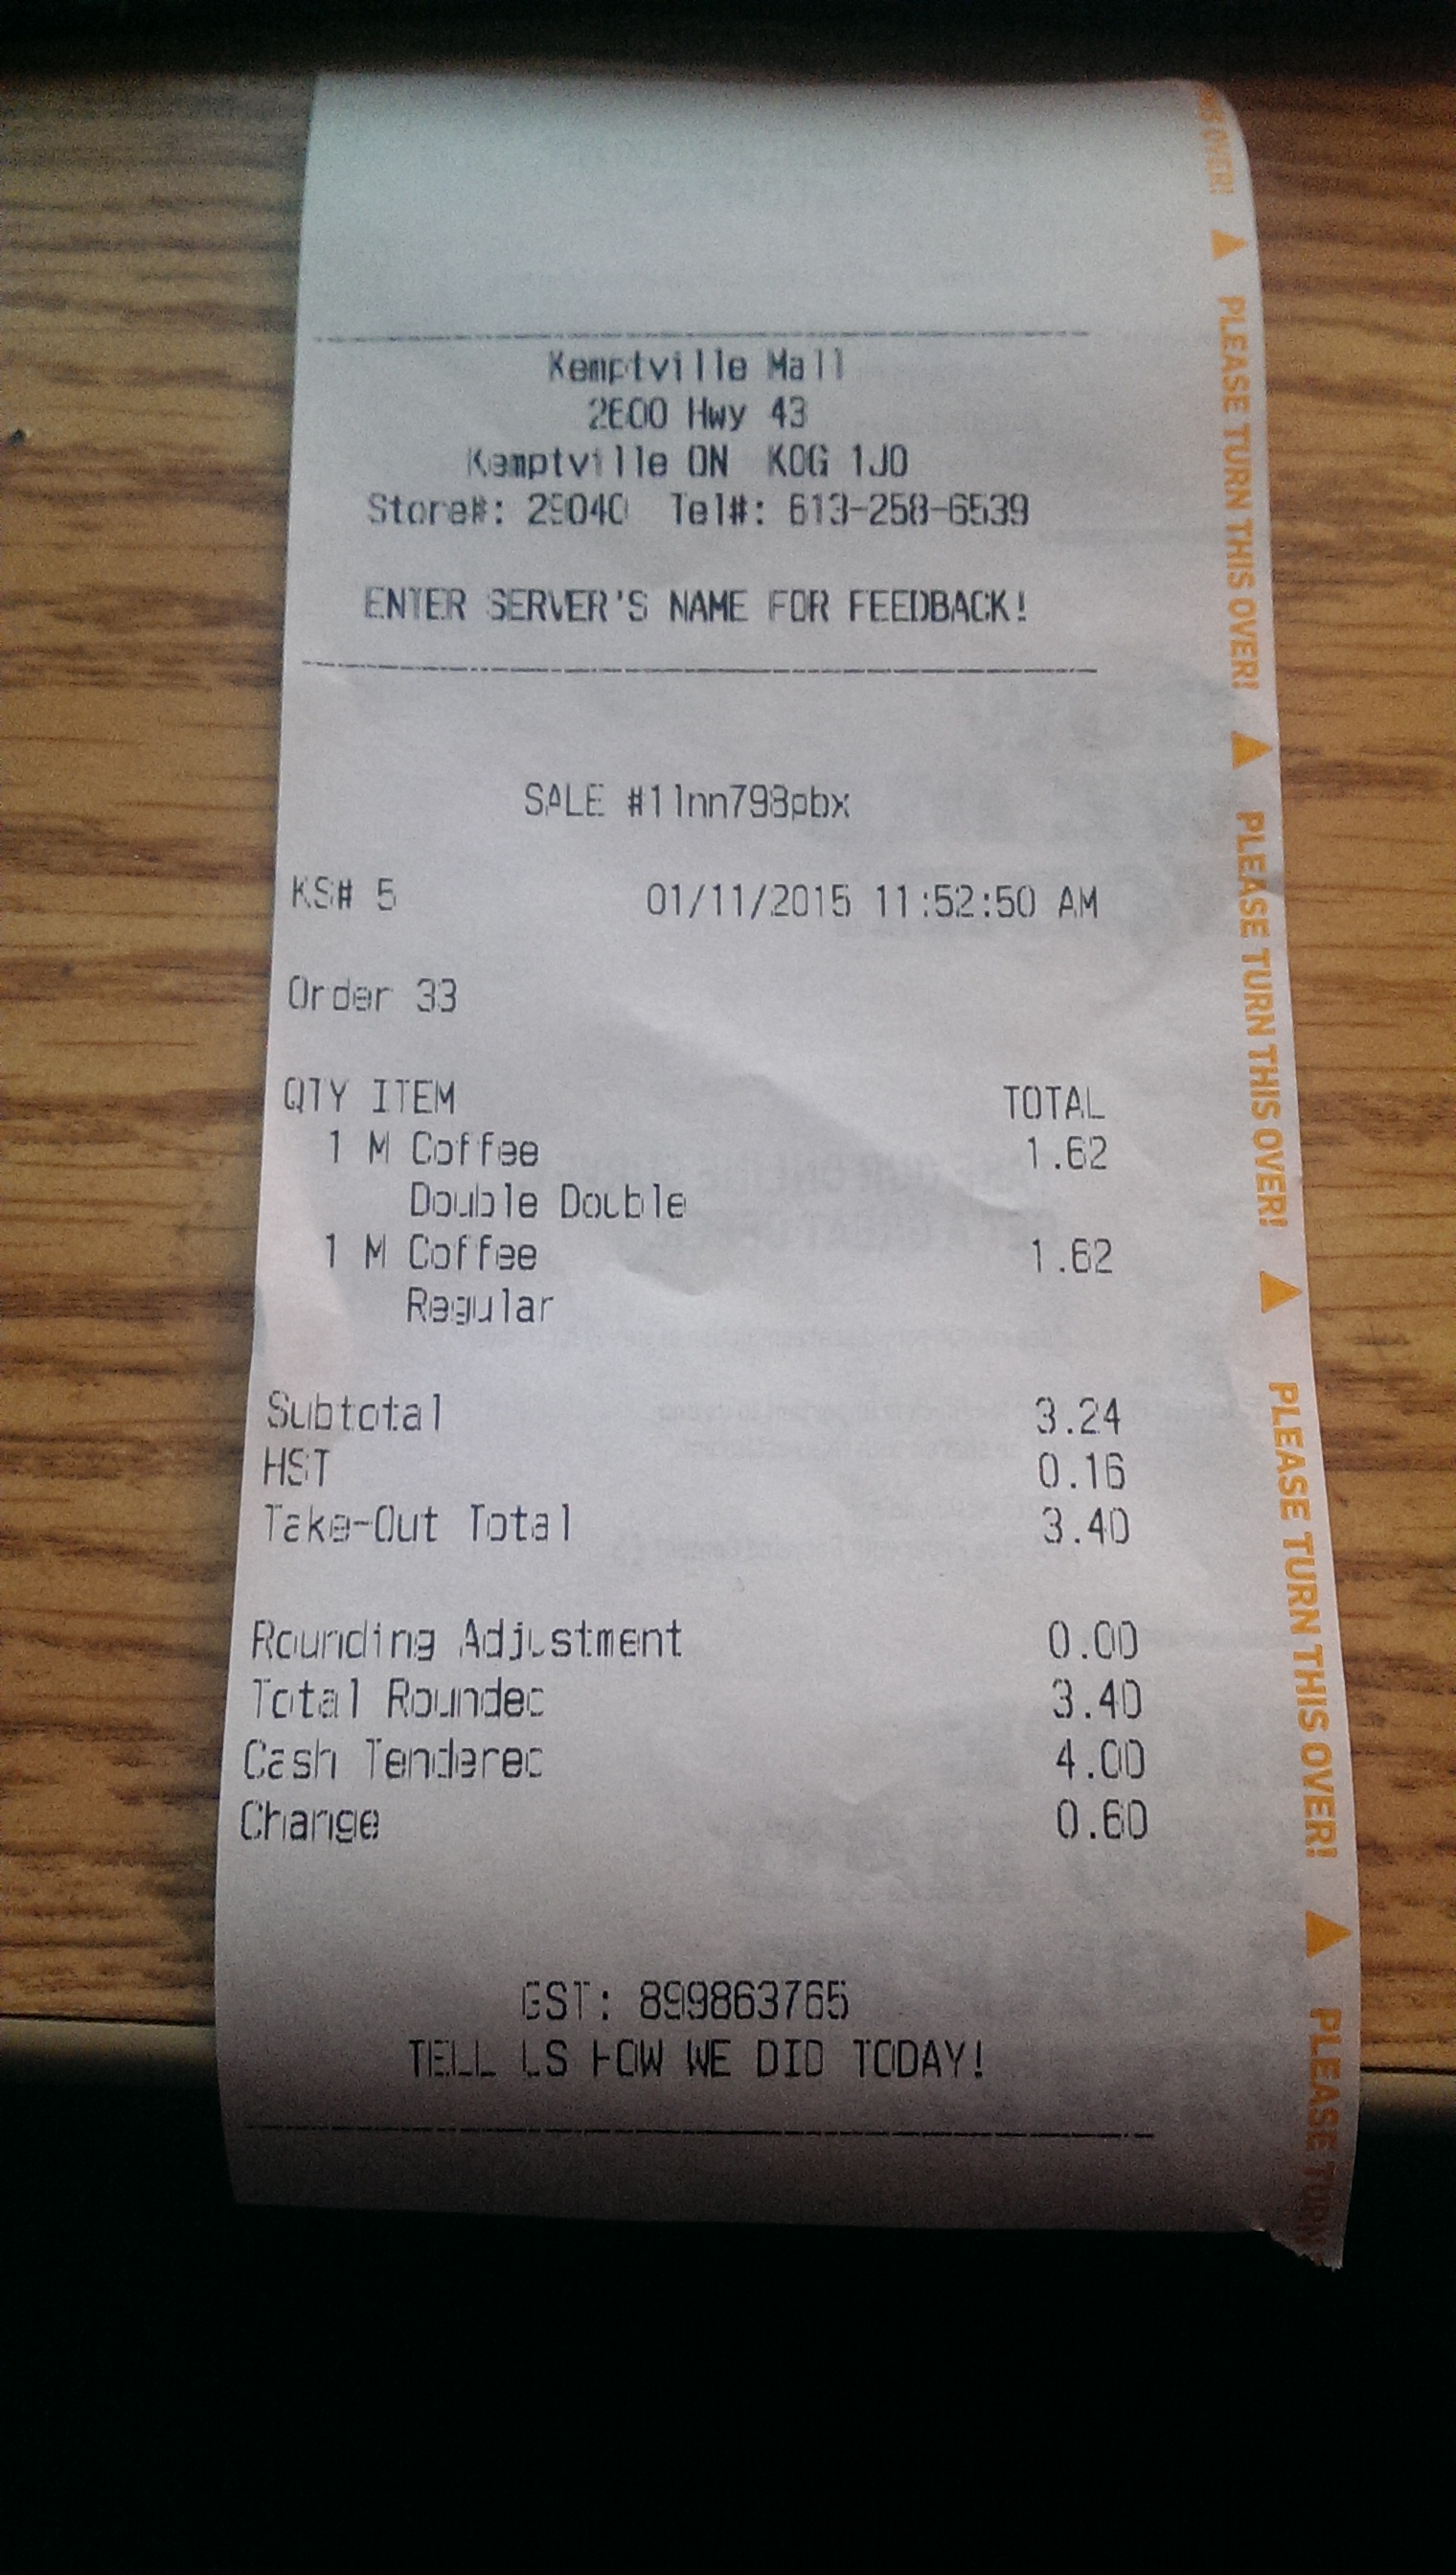 Kemptville Mall
2600 Hwy 43
Kemptville ON K0G 1J0
Store#: 29040 Tel#: 613-258-6539
ENTER SERVER'S NAME FOR FEEDBACK!
SALE #11nn798pbx
KS# 5 01/11/2015 11:52:50 AM
Order 33
QTY ITEM TOTAL
1 M Coffee 1.62
Double Double
1 M Coffee 1.62
Regular
Subtotal 3.24
HST 0.16
Take-Out Total 3.40
Rounding Adjustment 0.00
Total Rounded 3.40
Cash Tendered 4.00
Change 0.60
GST: 899863765
TELL US HOW WE DID TODAY!
THIS OVER! ▲ PLEASE TURN THIS OVER! ▲ PLEASE TURN THIS OVER! ▲ PLEASE TURN THIS OVER! ▲ PLEASE TURN